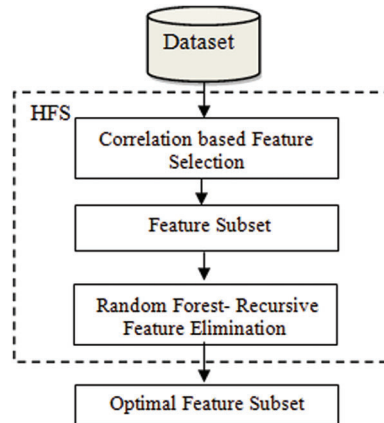 Dataset
HFS
Correlation based Feature
Selection
Feature Subset
Random Forest- Recursive
Feature Elimination
Optimal Feature Subset